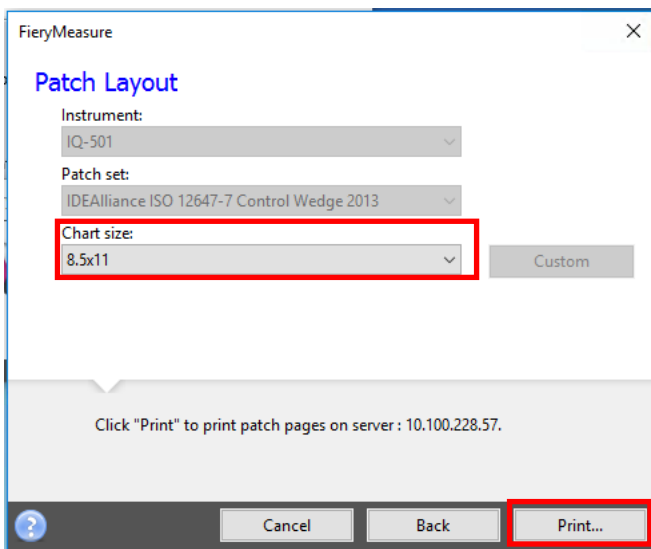 FieryMeasure
Patch Layout
Instrument:
IQ-501
Patch set:
IDEAlliance ISO 12647-7 Control Wedge 2013
Chart size:
8.5x11
Custom
Click "Print" to print patch pages on server : 10.100.228.57.
?
Cancel
Back
Print...